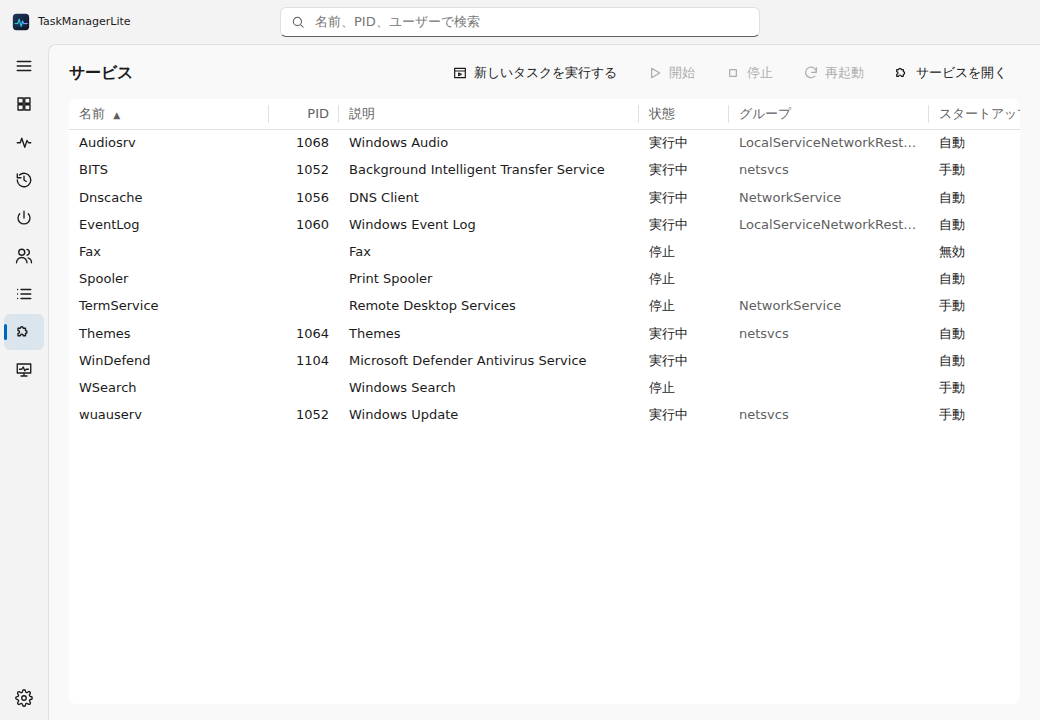 TaskManagerLite
名前、PID、ユーザーで検索
サービス
新しいタスクを実行する 開始 停止 再起動 サービスを開く
名前 ▲ PID 説明 状態 グループ スタートアップ
Audiosrv 1068 Windows Audio 実行中 LocalServiceNetworkRest... 自動
BITS 1052 Background Intelligent Transfer Service 実行中 netsvcs 手動
Dnscache 1056 DNS Client 実行中 NetworkService 自動
EventLog 1060 Windows Event Log 実行中 LocalServiceNetworkRest... 自動
Fax Fax 停止 無効
Spooler Print Spooler 停止 自動
TermService Remote Desktop Services 停止 NetworkService 手動
Themes 1064 Themes 実行中 netsvcs 自動
WinDefend 1104 Microsoft Defender Antivirus Service 実行中 自動
WSearch Windows Search 停止 手動
wuauserv 1052 Windows Update 実行中 netsvcs 手動